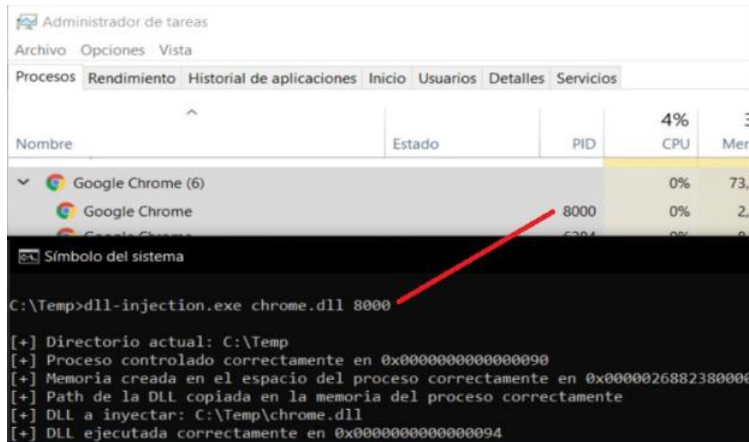 Administrador de tareas
Archivo Opciones Vista
Procesos Rendimiento Historial de aplicaciones Inicio Usuarios Detalles Servicios
4%
Nombre Estado PID CPU
Google Chrome (6) 0% 73,
Google Chrome 8000 0% 2,
Símbolo del sistema
C:\Temp>dll-injection.exe chrome.dll 8000
[+] Directorio actual: C:\Temp
[+] Proceso controlado correctamente en 0x0000000000000090
[+] Memoria creada en el espacio del proceso correctamente en 0x0000026882380000
[+] Path de la DLL copiada en la memoria del proceso correctamente
[+] DLL a inyectar: C:\Temp\chrome.dll
[+] DLL ejecutada correctamente en 0x0000000000000094